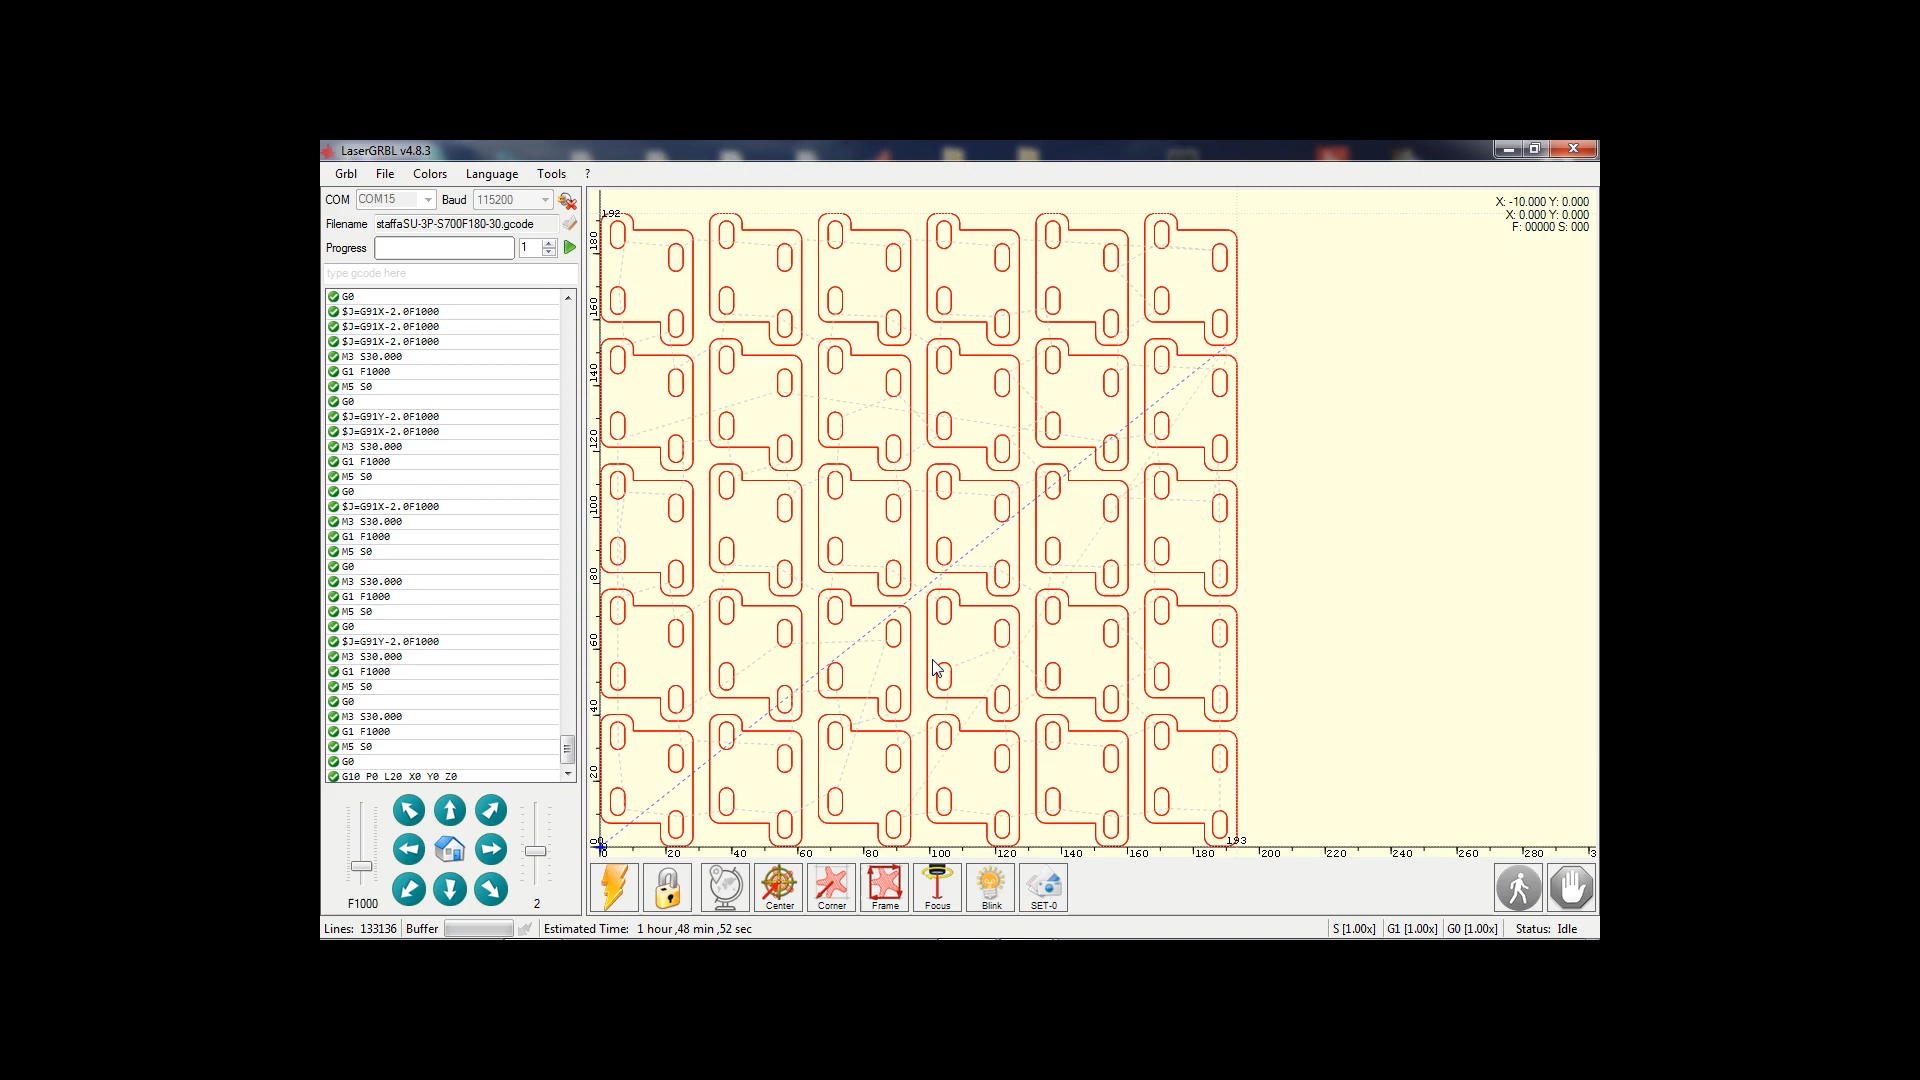 LaserGRBL v4.8.3
Grbl File Colors Language Tools ?
COM COM15 Baud 115200
Filename staffaSU-3P-S700F180-30.gcode
Progress 1
type gcode here
G0
$J=G91X-2.0F1000
$J=G91X-2.0F1000
$J=G91X-2.0F1000
M3 S30.000
G1 F1000
M5 S0
G0
$J=G91Y-2.0F1000
$J=G91X-2.0F1000
M3 S30.000
G1 F1000
M5 S0
G0
$J=G91X-2.0F1000
M3 S30.000
G1 F1000
M5 S0
G0
M3 S30.000
G1 F1000
M5 S0
G0
$J=G91Y-2.0F1000
M3 S30.000
G1 F1000
M5 S0
G0
M3 S30.000
G1 F1000
M5 S0
G0
G10 P0 L20 X0 Y0 Z0
F1000 2
X: -10.000 Y: 0.000
X: 0.000 Y: 0.000
F: 00000 S: 000
192
180
160
140
120
100
80
60
40
20
0
193
0 20 40 60 80 100 120 140 160 180 200 220 240 260 280 3
Center Corner Frame Focus Blink SET-0
Lines: 133136 Buffer Estimated Time: 1 hour ,48 min ,52 sec S [1.00x] G1 [1.00x] G0 [1.00x] Status: Idle